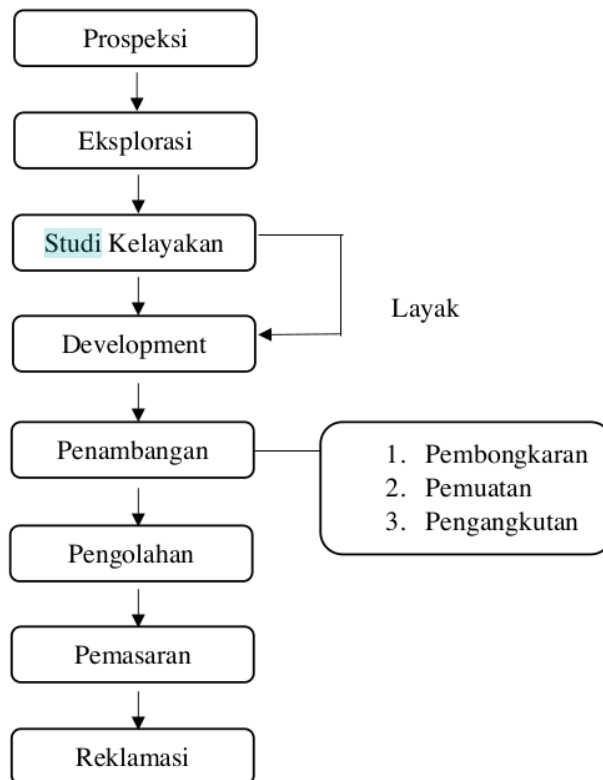 Prospeksi
Eksplorasi
Studi Kelayakan
Layak
Development
Penambangan
1. Pembongkaran
2. Pemuatan
3. Pengangkutan
Pengolahan
Pemasaran
Reklamasi